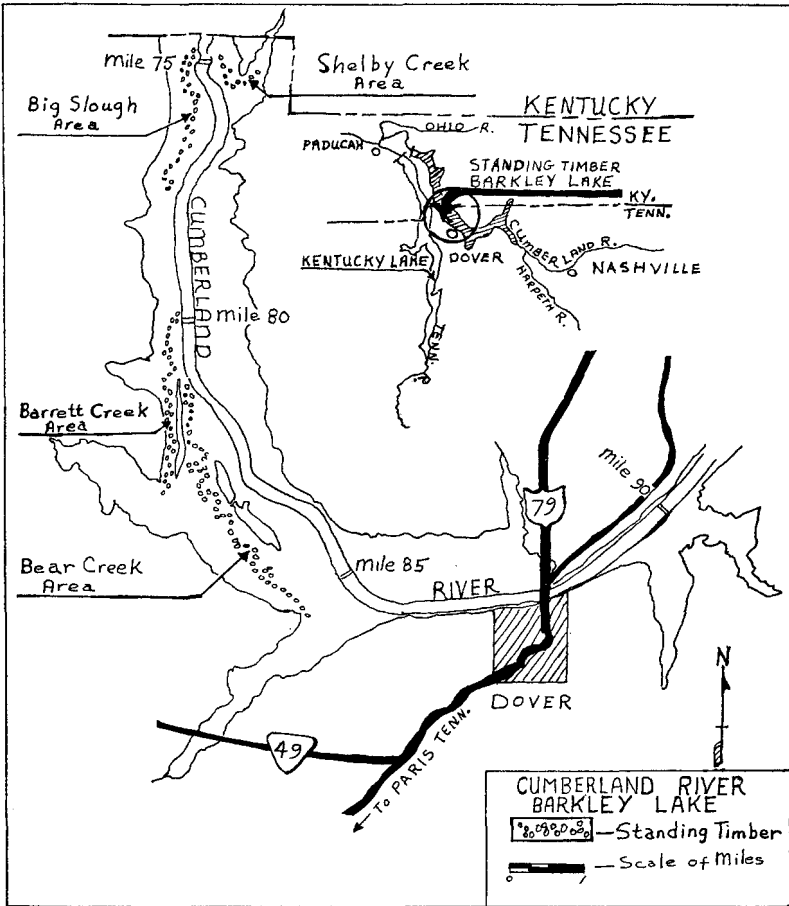 mile 75
Shelby Creek
Area
Big Slough
Area
KENTUCKY
TENNESSEE
OHIO R.
PADUCAH
STANDING TIMBER
BARKLEY LAKE
KY.
TENN.
CUMBERLAND R.
DOVER
NASHVILLE
KENTUCKY LAKE
HARPETH R.
TENN.
R.
CUMBERLAND
mile 80
Barrett Creek
Area
mile 90
79
Bear Creek
Area
mile 85
RIVER
N
DOVER
49
To PARIS TENN.
CUMBERLAND RIVER
BARKLEY LAKE
—Standing Timber
—Scale of Miles
0 1